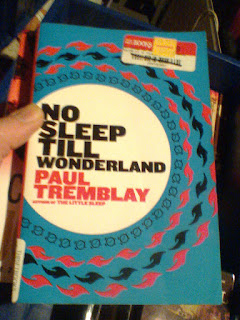 NO
SLEEP
TILL
WONDERLAND
PAUL
TREMBLAY
AUTHOR OF THE LITTLE SLEEP